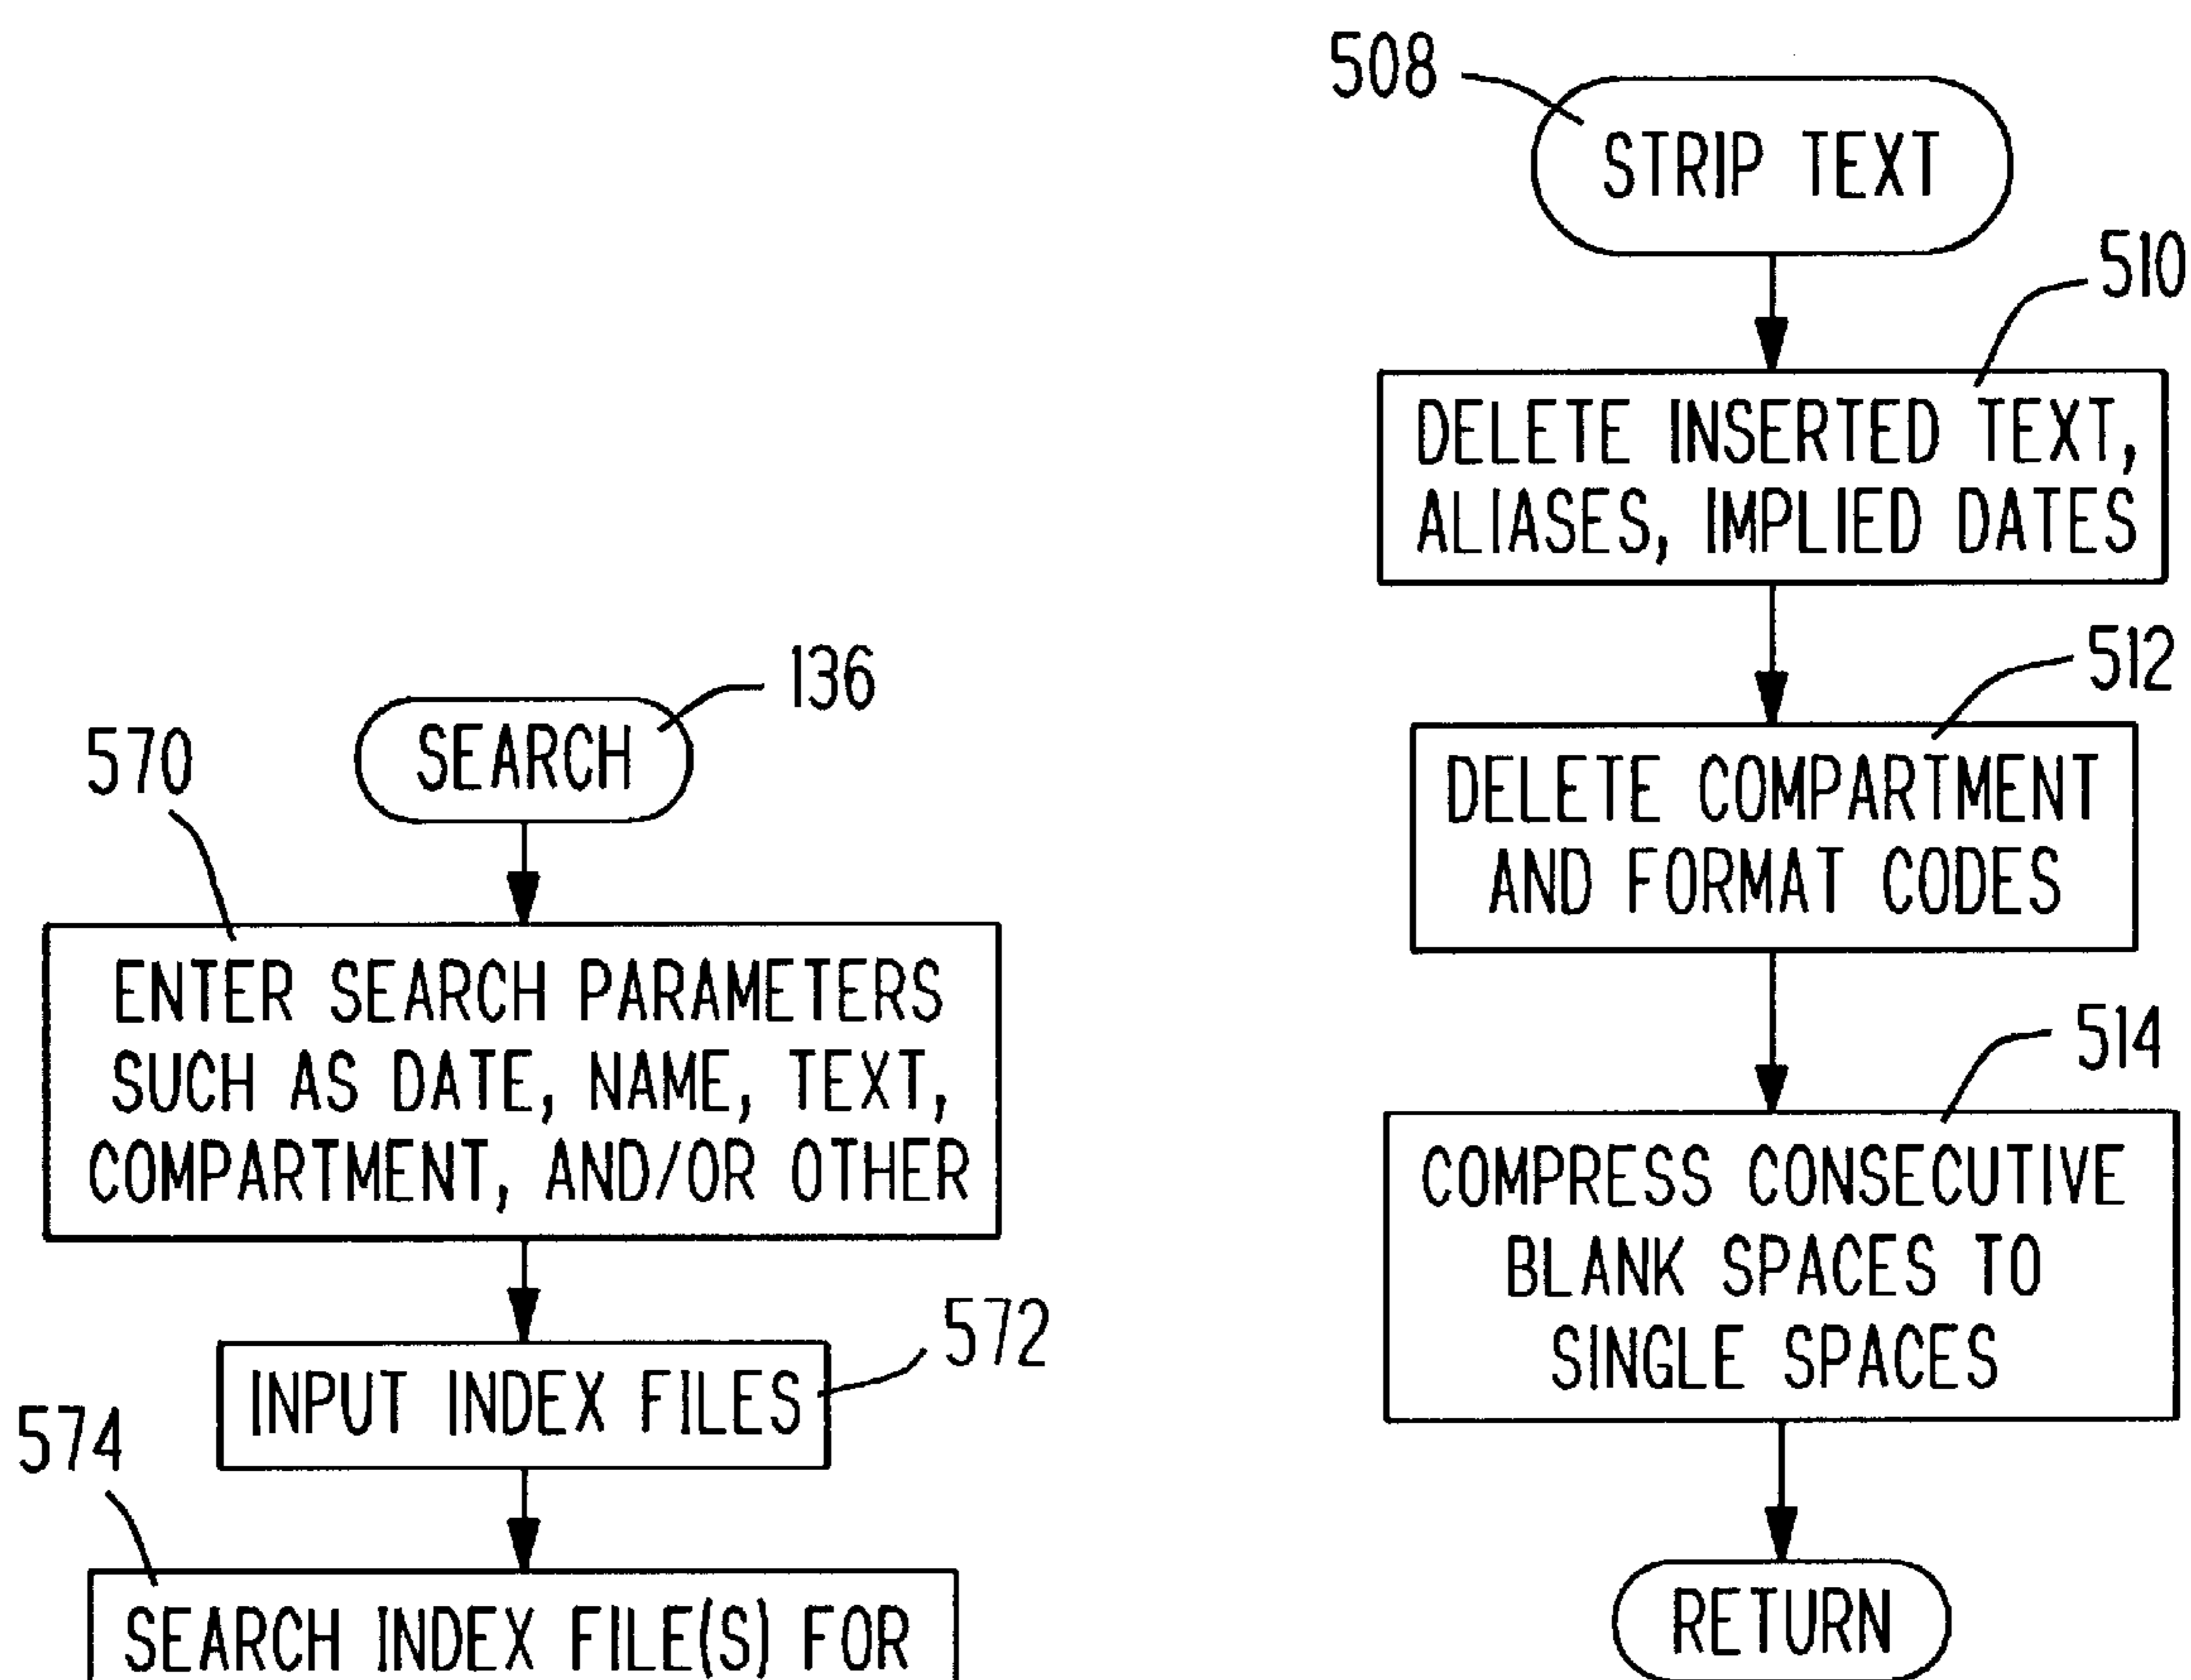 508
STRIP TEXT
510
DELETE INSERTED TEXT,
ALIASES, IMPLIED DATES
512
DELETE COMPARTMENT
AND FORMAT CODES
514
COMPRESS CONSECUTIVE
BLANK SPACES TO
SINGLE SPACES
RETURN
136
SEARCH
570
ENTER SEARCH PARAMETERS
SUCH AS DATE, NAME, TEXT,
COMPARTMENT, AND/OR OTHER
572
INPUT INDEX FILES
574
SEARCH INDEX FILE(S) FOR